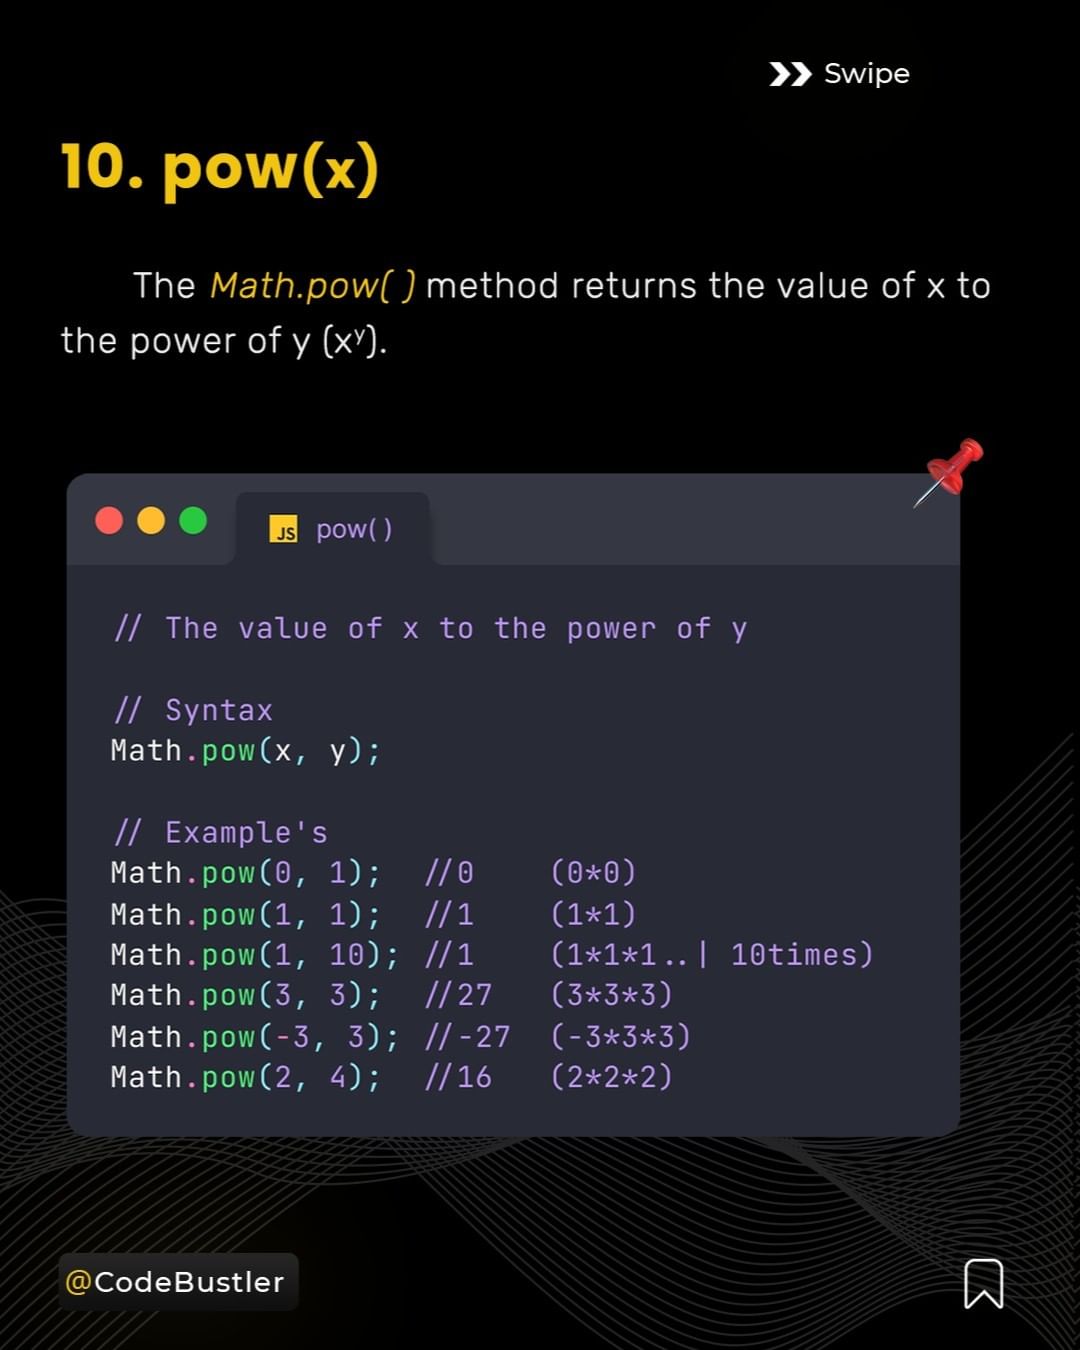 Swipe
10. pow(x)
The Math.pow( ) method returns the value of x to
the power of y (xʸ).
JS pow( )
// The value of x to the power of y
// Syntax
Math.pow(x, y);
// Example's
Math.pow(0, 1); //0 (0*0)
Math.pow(1, 1); //1 (1*1)
Math.pow(1, 10); //1 (1*1*1..| 10times)
Math.pow(3, 3); //27 (3*3*3)
Math.pow(-3, 3); //-27 (-3*3*3)
Math.pow(2, 4); //16 (2*2*2)
@CodeBustler